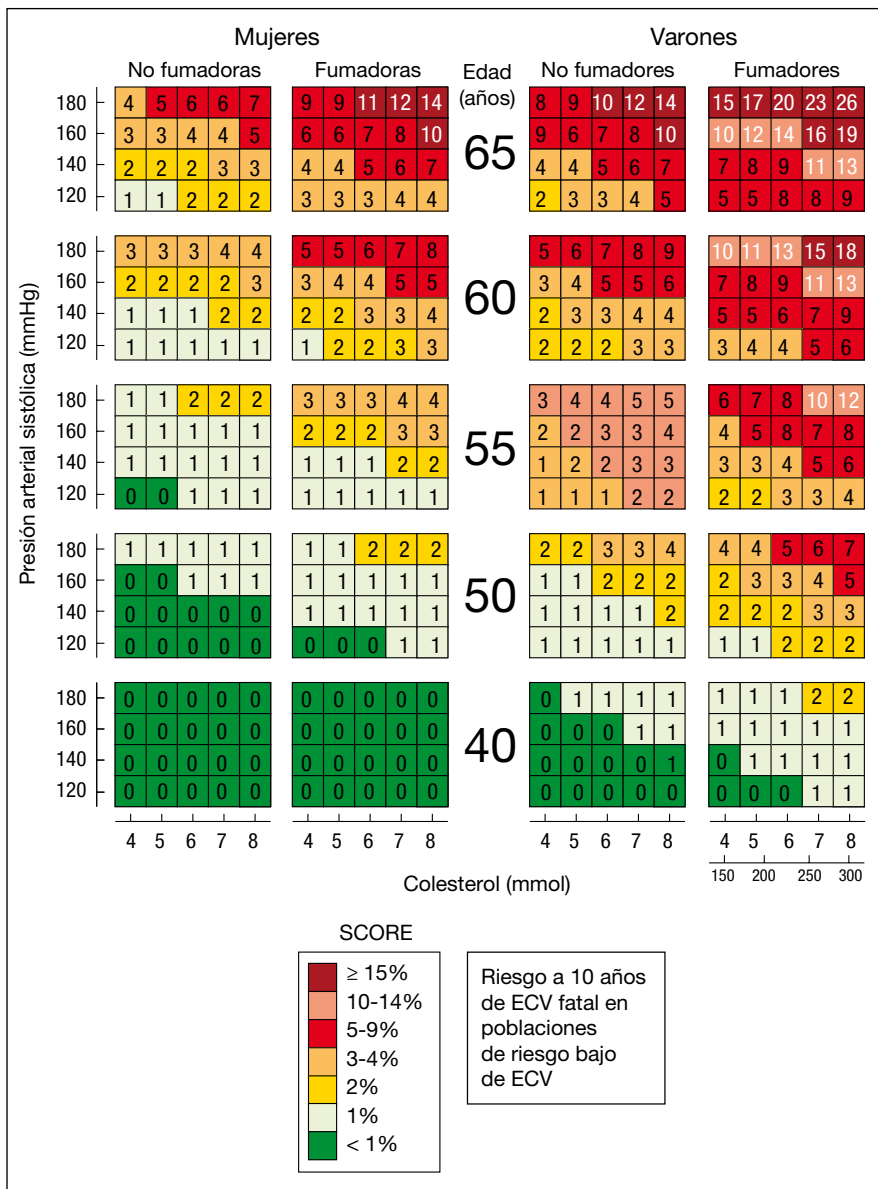 Mujeres Varones
No fumadoras Fumadoras Edad (años) No fumadores Fumadores
Presión arterial sistólica (mmHg)
65
180 4 5 6 6 7 9 9 11 12 14 8 9 10 12 14 15 17 20 23 26
160 3 3 4 4 5 6 6 7 8 10 9 6 7 8 10 10 12 14 16 19
140 2 2 2 3 3 4 4 5 6 7 4 4 5 6 7 7 8 9 11 13
120 1 1 2 2 2 3 3 3 4 4 2 3 3 4 5 5 5 8 8 9
60
180 3 3 3 4 4 5 5 6 7 8 5 6 7 8 9 10 11 13 15 18
160 2 2 2 2 3 3 4 4 5 5 3 4 5 5 6 7 8 9 11 13
140 1 1 1 2 2 2 2 3 3 4 2 3 3 4 4 5 5 6 7 9
120 1 1 1 1 1 1 2 2 3 3 2 2 2 3 3 3 4 4 5 6
55
180 1 1 2 2 2 3 3 3 4 4 3 4 4 5 5 6 7 8 10 12
160 1 1 1 1 1 2 2 2 3 3 2 2 3 3 4 4 5 8 7 8
140 1 1 1 1 1 1 1 1 2 2 1 2 2 3 3 3 3 4 5 6
120 0 0 1 1 1 1 1 1 1 1 1 1 1 2 2 2 2 3 3 4
50
180 1 1 1 1 1 1 1 2 2 2 2 2 3 3 4 4 4 5 6 7
160 0 0 1 1 1 1 1 1 1 1 1 1 2 2 2 2 3 3 4 5
140 0 0 0 0 0 1 1 1 1 1 1 1 1 1 2 2 2 2 3 3
120 0 0 0 0 0 0 0 0 1 1 1 1 1 1 1 1 1 2 2 2
40
180 0 0 0 0 0 0 0 0 0 0 0 1 1 1 1 1 1 1 2 2
160 0 0 0 0 0 0 0 0 0 0 0 0 0 1 1 1 1 1 1 1
140 0 0 0 0 0 0 0 0 0 0 0 0 0 0 1 0 1 1 1 1
120 0 0 0 0 0 0 0 0 0 0 0 0 0 0 0 0 0 0 1 1
4 5 6 7 8 4 5 6 7 8 4 5 6 7 8 4 5 6 7 8
150 200 250 300
Colesterol (mmol)
SCORE
≥ 15%
10-14%
5-9%
3-4%
2%
1%
< 1%
Riesgo a 10 años
de ECV fatal en
poblaciones
de riesgo bajo
de ECV